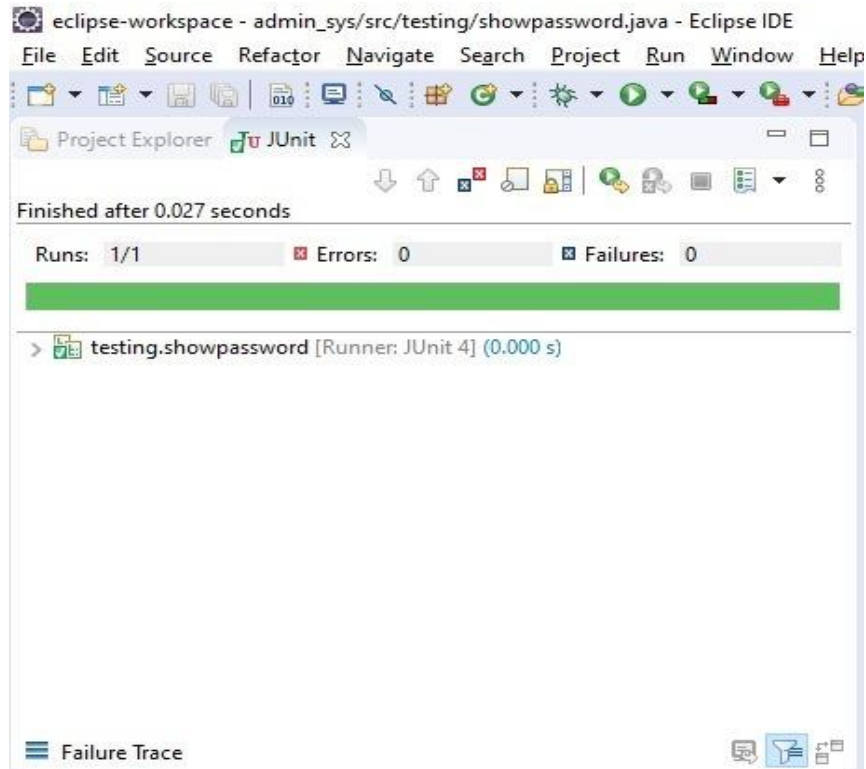 eclipse-workspace - admin_sys/src/testing/showpassword.java - Eclipse IDE
File Edit Source Refactor Navigate Search Project Run Window Help
Project Explorer JUnit
Finished after 0.027 seconds
Runs: 1/1 Errors: 0 Failures: 0
testing.showpassword [Runner: JUnit 4] (0.000 s)
Failure Trace